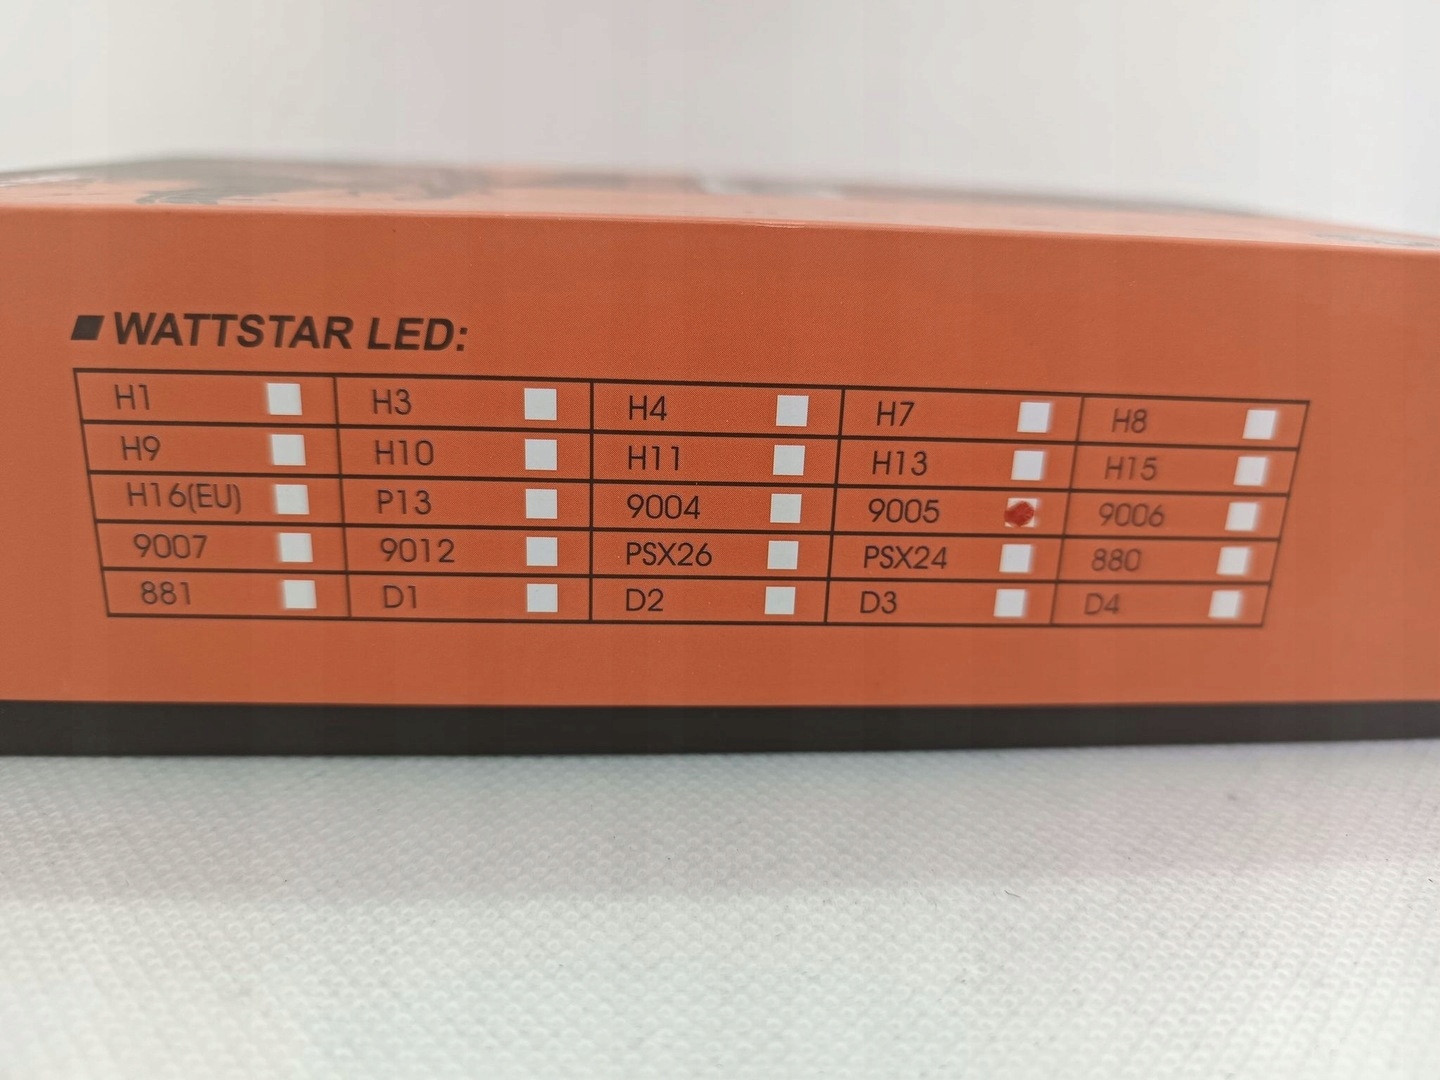 WATTSTAR LED:
H1 H3 H4 H7 H8
H9 H10 H11 H13 H15
H16(EU) P13 9004 9005 9006
9007 9012 PSX26 PSX24 880
881 D1 D2 D3 D4